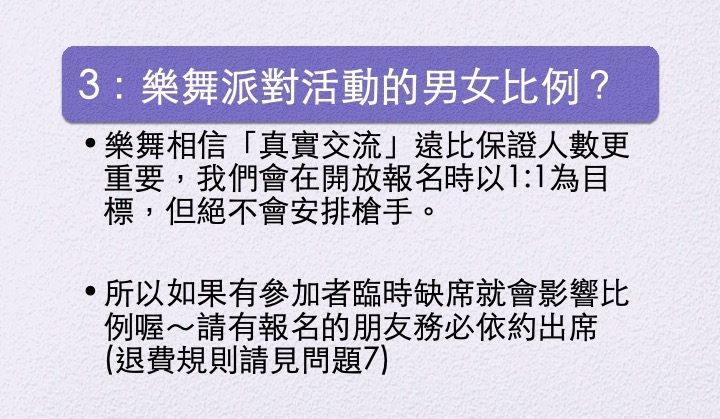 3：樂舞派對活動的男女比例？
•樂舞相信「真實交流」遠比保證人數更
重要，我們會在開放報名時以1:1為目
標，但絕不會安排槍手。
•所以如果有參加者臨時缺席就會影響比
例喔～請有報名的朋友務必依約出席
(退費規則請見問題7)